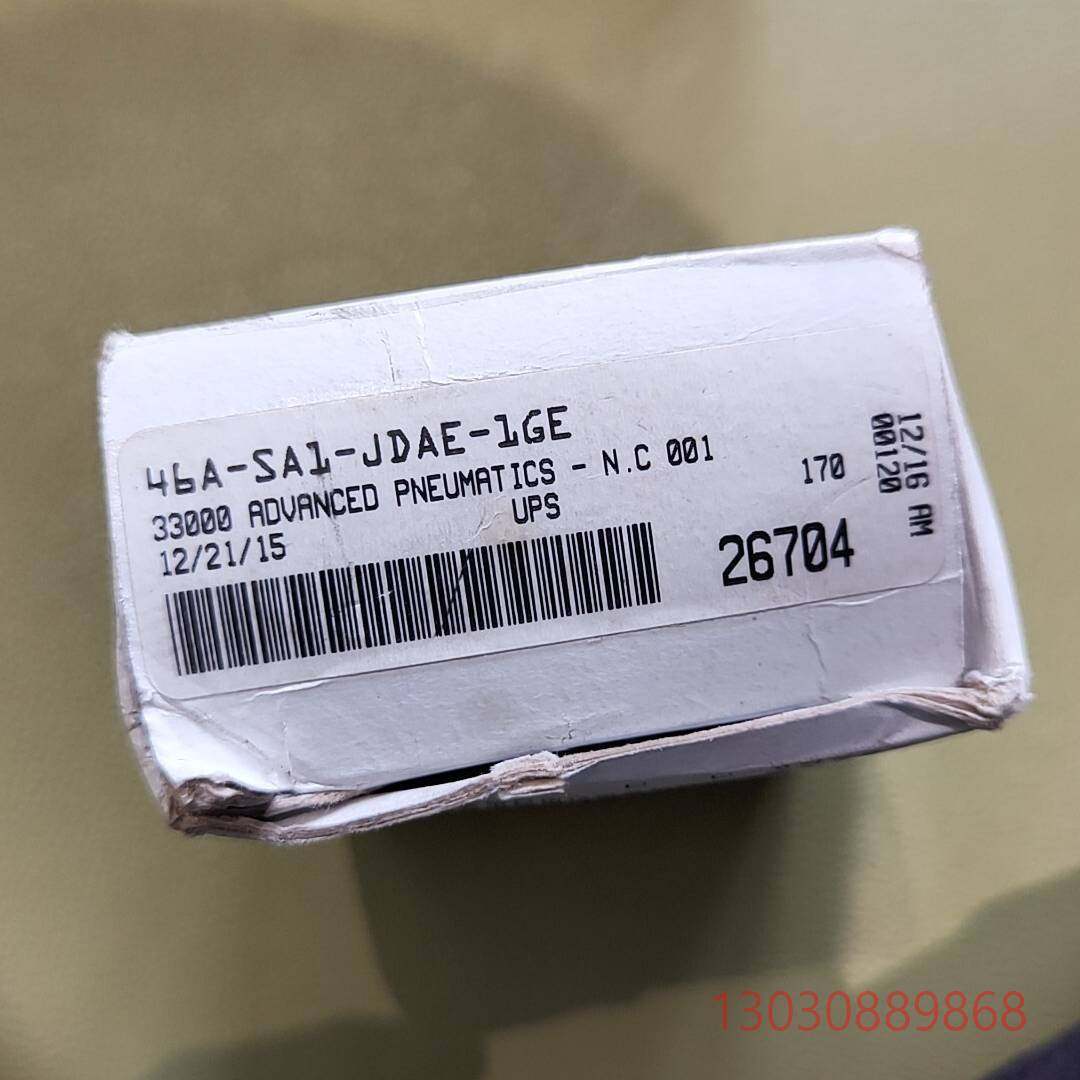 46A-SA1-JDAE-1GE
33000 ADVANCED PNEUMATICS - N.C 001
12/21/15
UPS
170
26704
12/16 AM
00120
13030889868